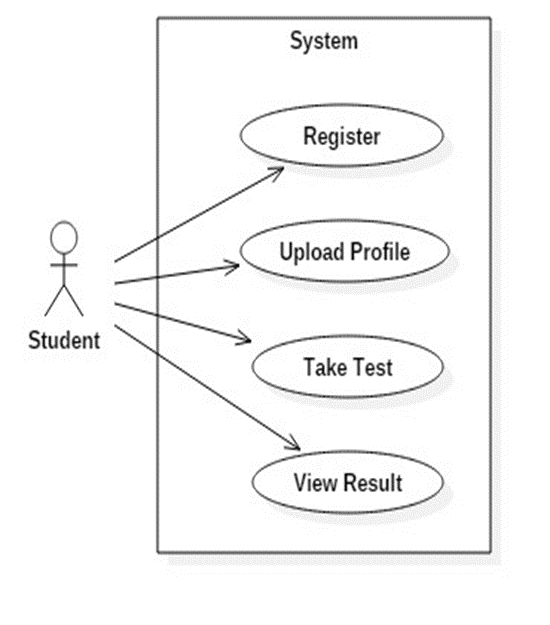 System
Register
Upload Profile
Student
Take Test
View Result